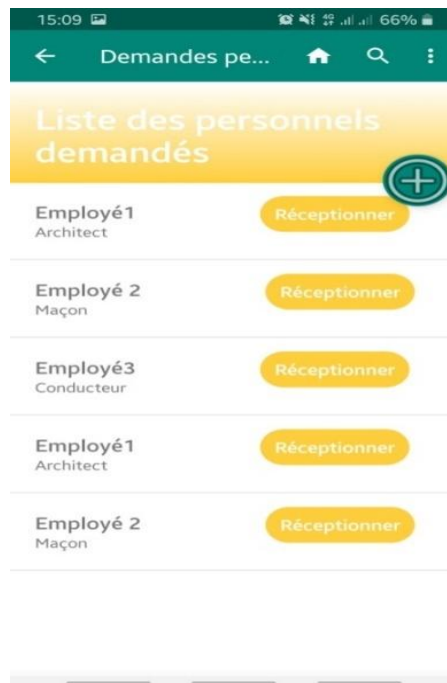 15:09 66%
Demandes pe...
Liste des personnels
demandés
Employé1
Architect
Réceptionner
Employé 2
Maçon
Réceptionner
Employé3
Conducteur
Réceptionner
Employé1
Architect
Réceptionner
Employé 2
Maçon
Réceptionner